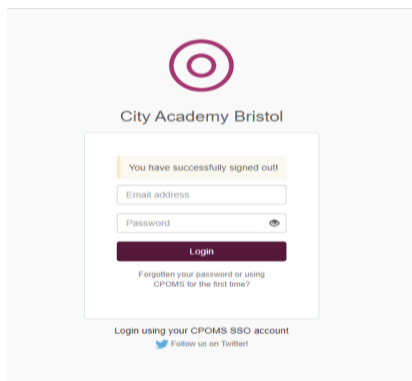 City Academy Bristol
You have successfully signed out!
Email address
Password
Login
Forgotten your password or using
CPOMS for the first time?
Login using your CPOMS SSO account
Follow us on Twitter!